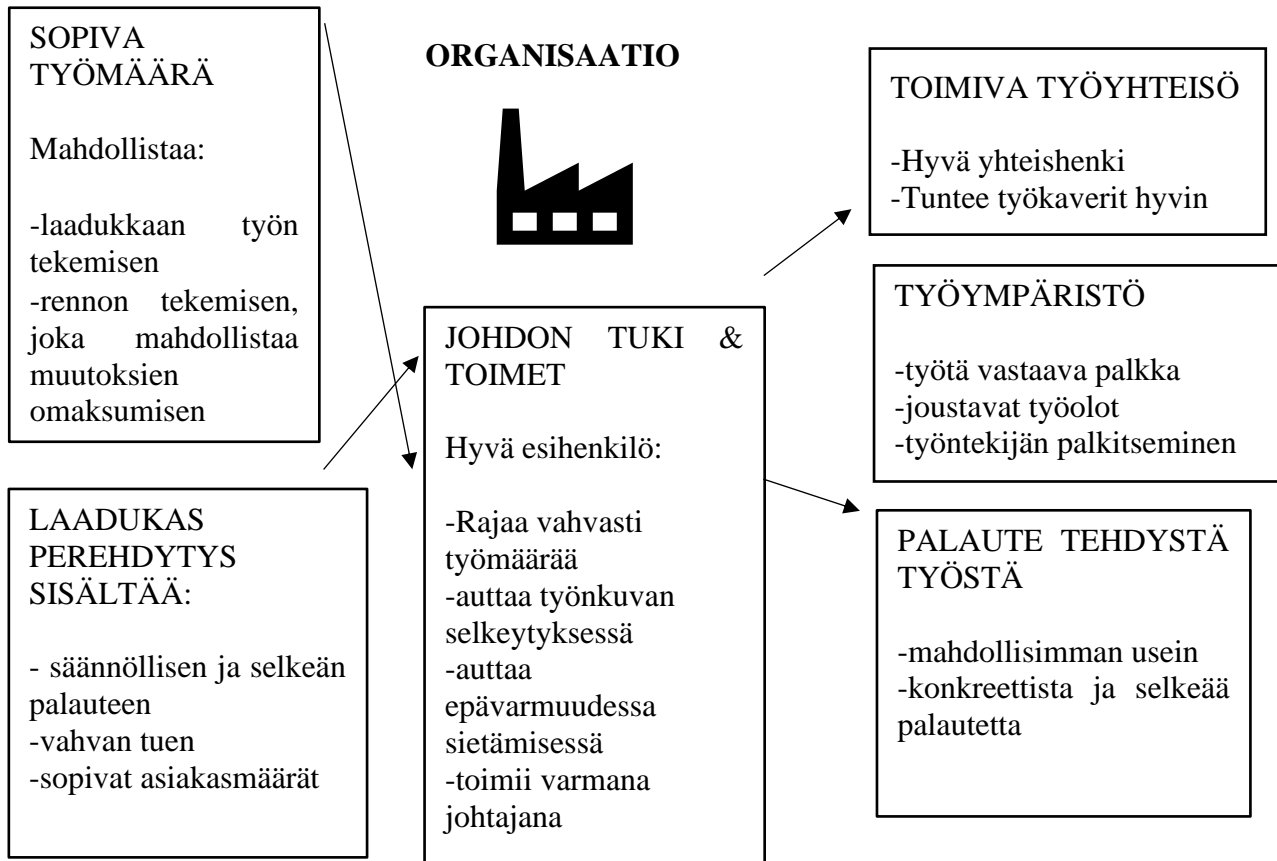 SOPIVA
TYÖMÄÄRÄ
Mahdollistaa:
-laadukkaan työn
tekemisen
-rennon tekemisen,
joka mahdollistaa
muutoksien
omaksumisen
LAADUKAS
PEREHDYTYS
SISÄLTÄÄ:
- säännöllisen ja selkeän
palauteen
-vahvan tuen
-sopivat asiakasmäärät
ORGANISAATIO
JOHDON TUKI &
TOIMET
Hyvä esihenkilö:
-Rajaa vahvasti
työmäärää
-auttaa työnkuvan
selkeytyksessä
-auttaa
epävarmuudessa
sietämisessä
-toimii varmana
johtajana
TOIMIVA TYÖYHTEISÖ
-Hyvä yhteishenki
-Tuntee työkaverit hyvin
TYÖYMPÄRISTÖ
-työtä vastaava palkka
-joustavat työolot
-työntekijän palkitseminen
PALAUTE TEHDYSTÄ
TYÖSTÄ
-mahdollisimman usein
-konkreettista ja selkeää
palautetta